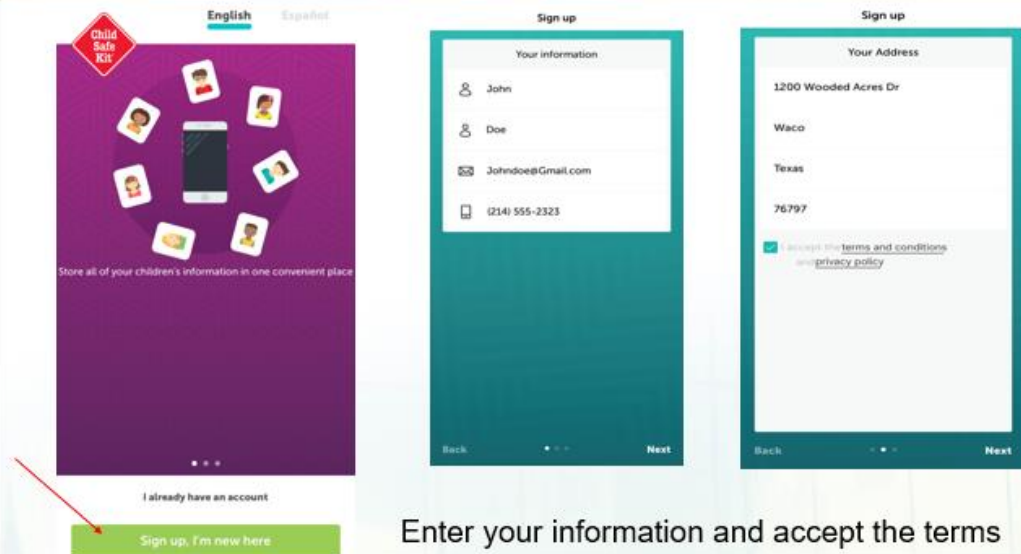 English Español
Child
Safe
Kit
Store all of your children's information in one convenient place
I already have an account
Sign up, I'm new here
Sign up
Your information
John
Doe
Johndoe@Gmail.com
(214) 555-2323
Back Next
Sign up
Your Address
1200 Wooded Acres Dr
Waco
Texas
76797
I accept the terms and conditions
and privacy policy
Back Next
Enter your information and accept the terms